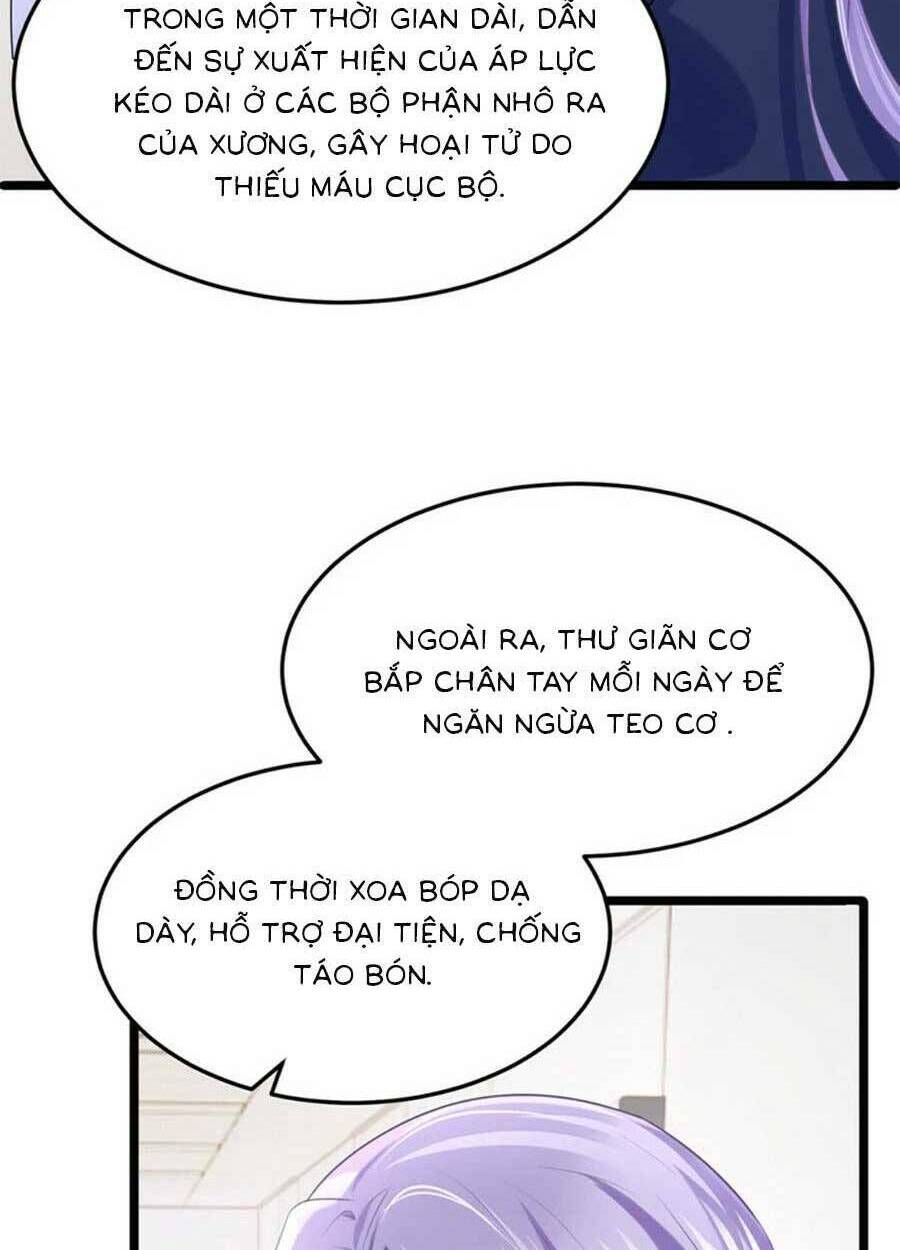 TRONG MỘT THỜI GIAN DÀI, DẪN
ĐẾN SỰ XUẤT HIỆN CỦA ÁP LỰC
KÉO DÀI Ở CÁC BỘ PHẬN NHÔ RA
CỦA XƯƠNG, GÂY HOẠI TỬ DO
THIẾU MÁU CỤC BỘ.
NGOÀI RA, THƯ GIÃN CƠ
BẮP CHÂN TAY MỖI NGÀY ĐỂ
NGĂN NGỪA TEO CƠ .
ĐỒNG THỜI XOA BÓP DẠ
DÀY, HỖ TRỢ ĐẠI TIỆN, CHỐNG
TÁO BÓN.